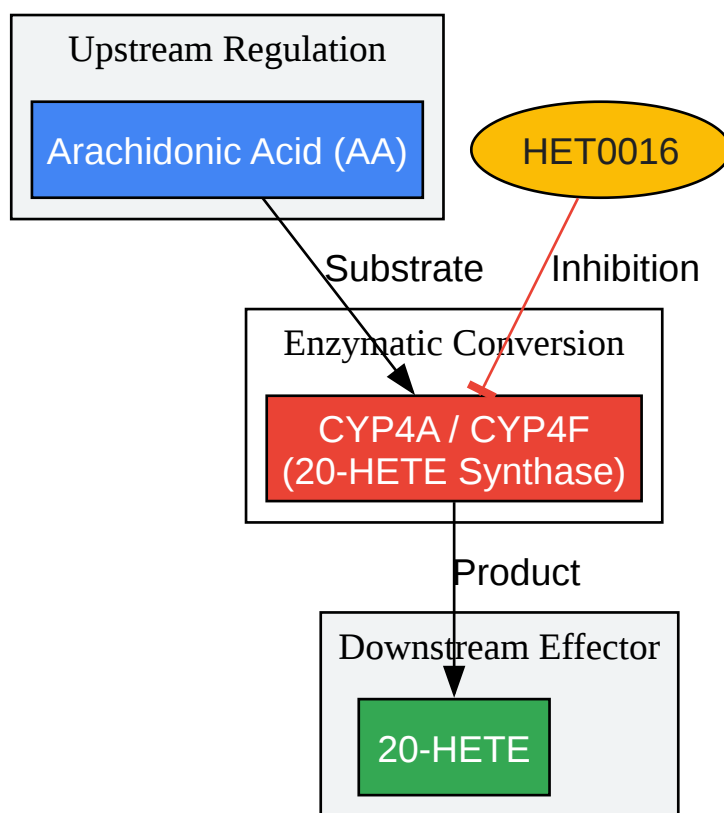 Upstream Regulation
Arachidonic Acid (AA)
HET0016
Substrate
Inhibition
Enzymatic Conversion
CYP4A / CYP4F
(20-HETE Synthase)
Product
Downstream Effector
20-HETE